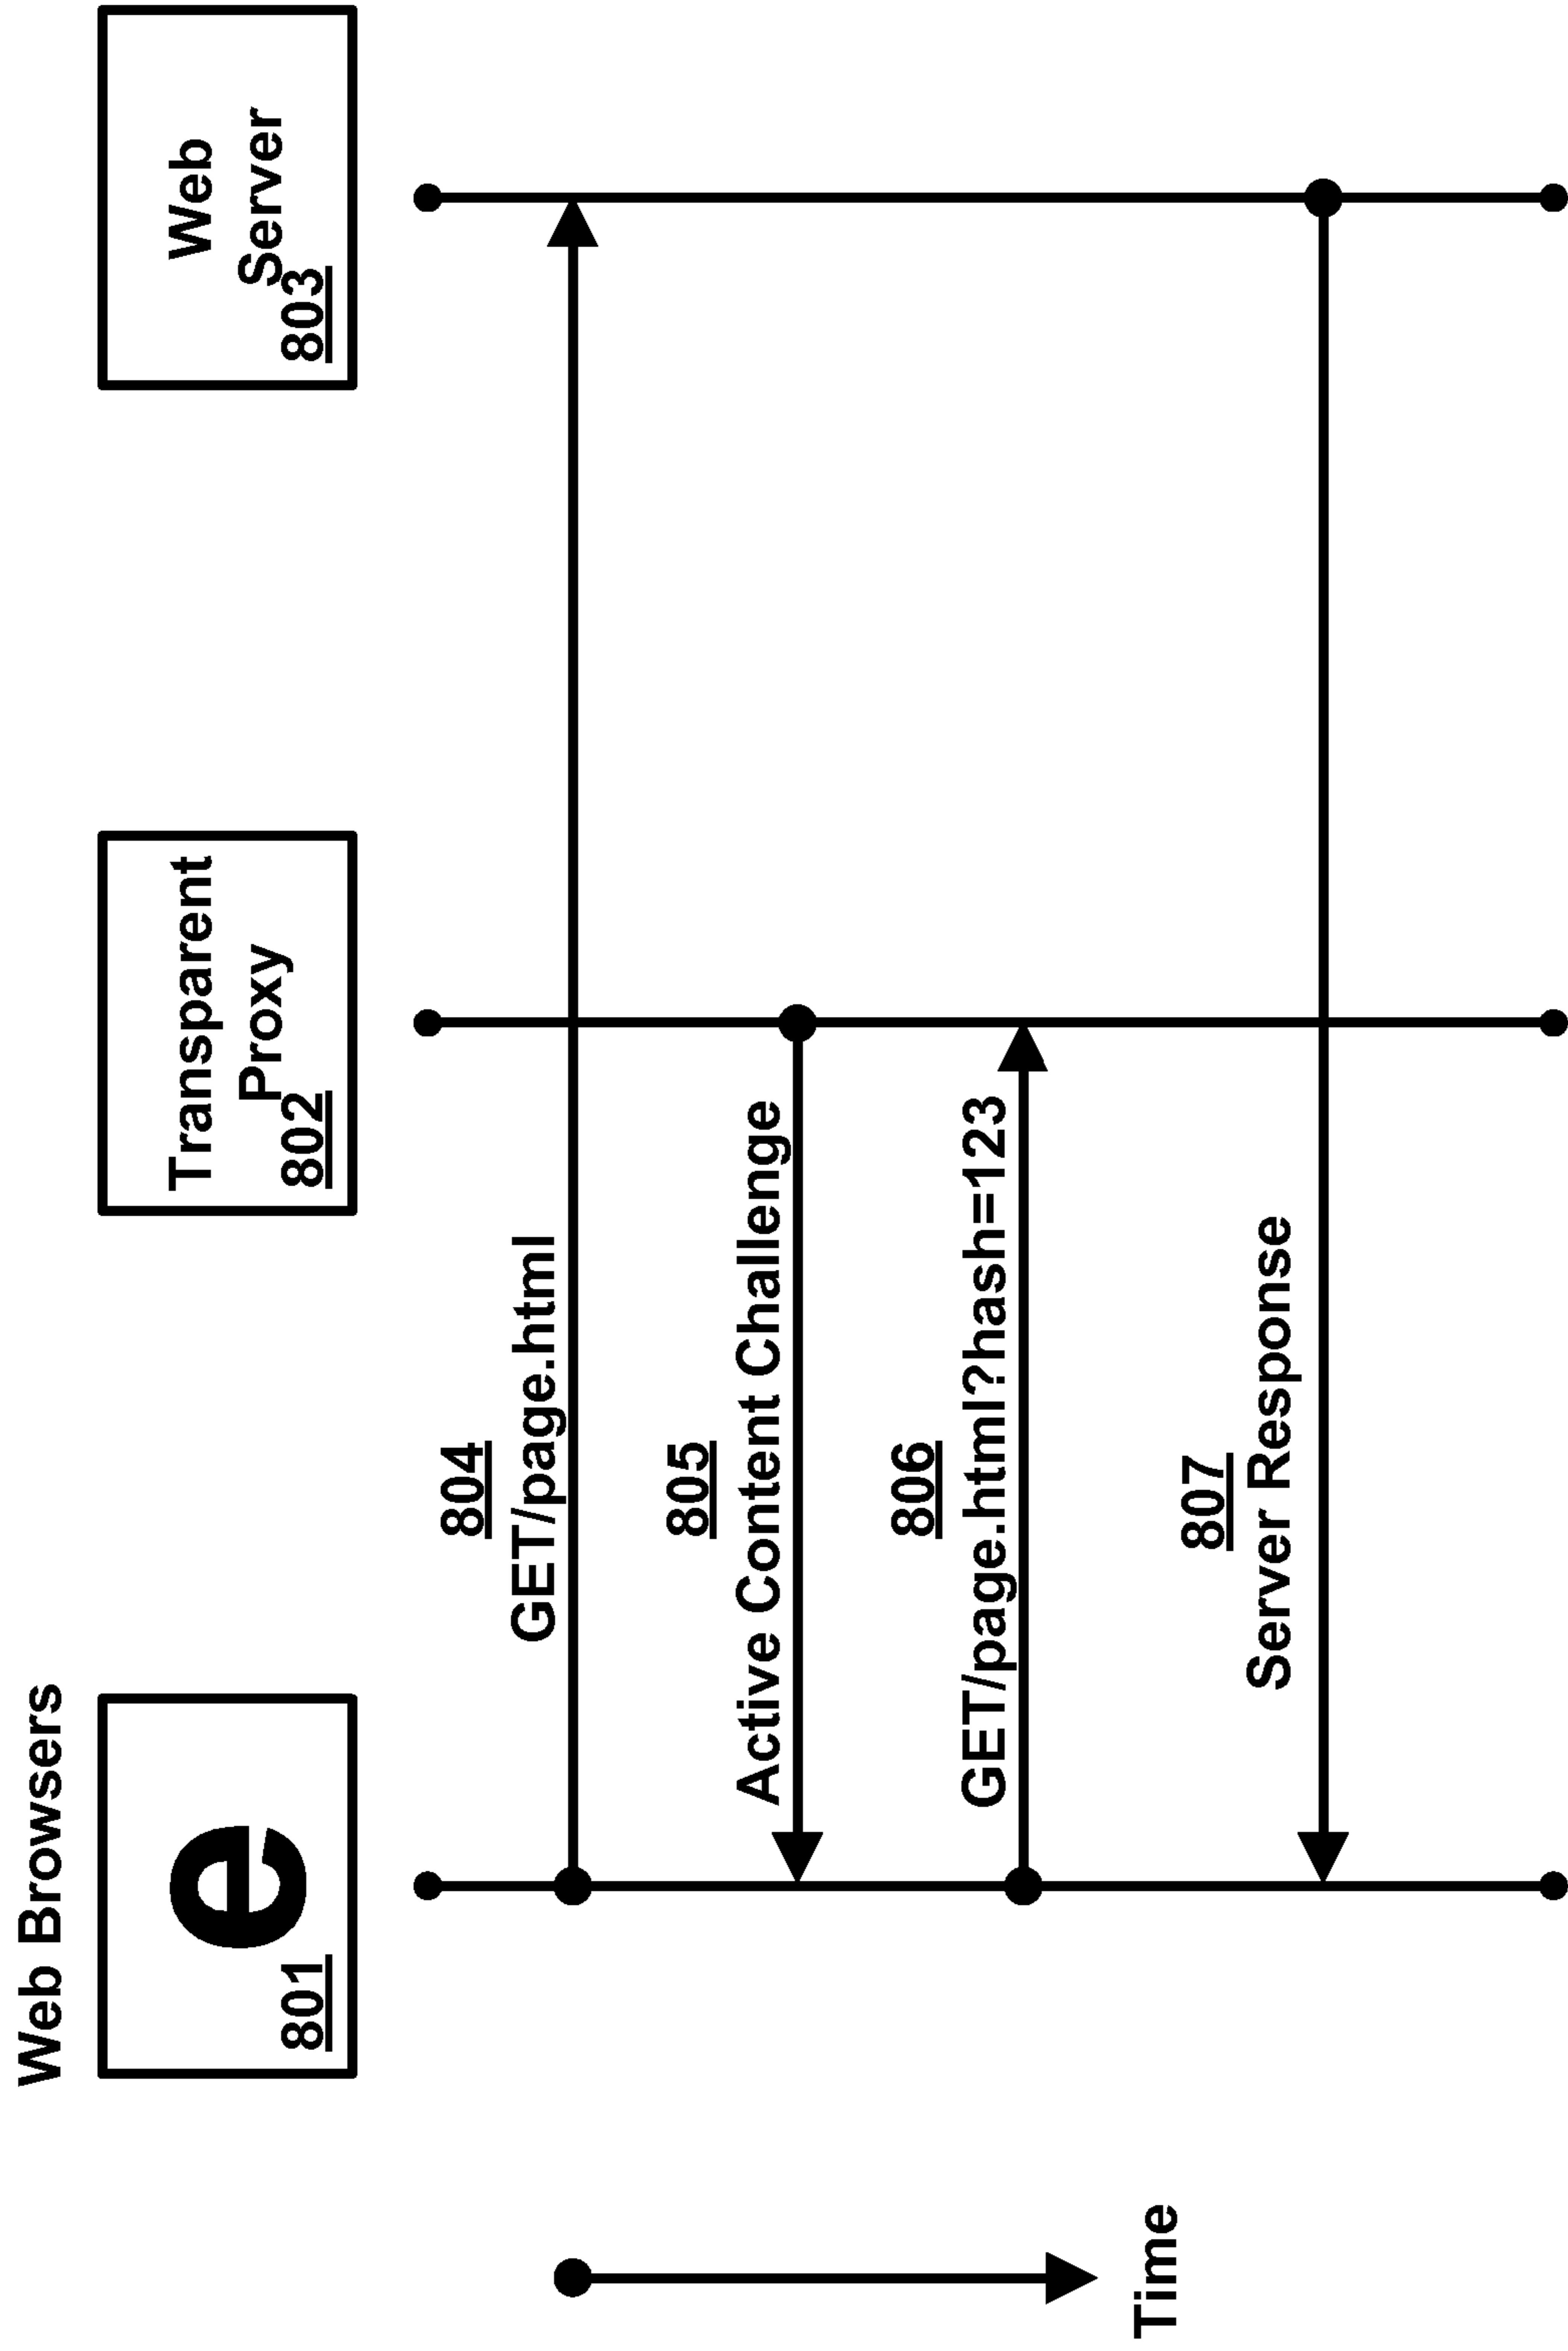 Web Browsers
e
801
Transparent
Proxy
802
Web
Server
803
804
GET/page.html
805
Active Content Challenge
806
GET/page.html?hash=123
807
Server Response
Time